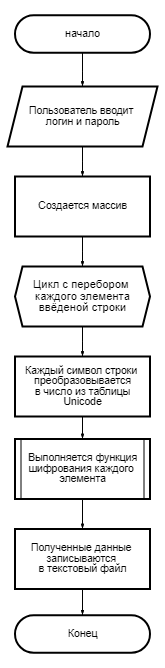 начало
Пользователь вводит
логин и пароль
Создается массив
Цикл с перебором
каждого элемента
ввёденой строки
Каждый символ строки
преобразовывается
в число из таблицы
Unicode
Выполняется функция
шифрования каждого
элемента
Полученные данные
записываются
в текстовый файл
Конец